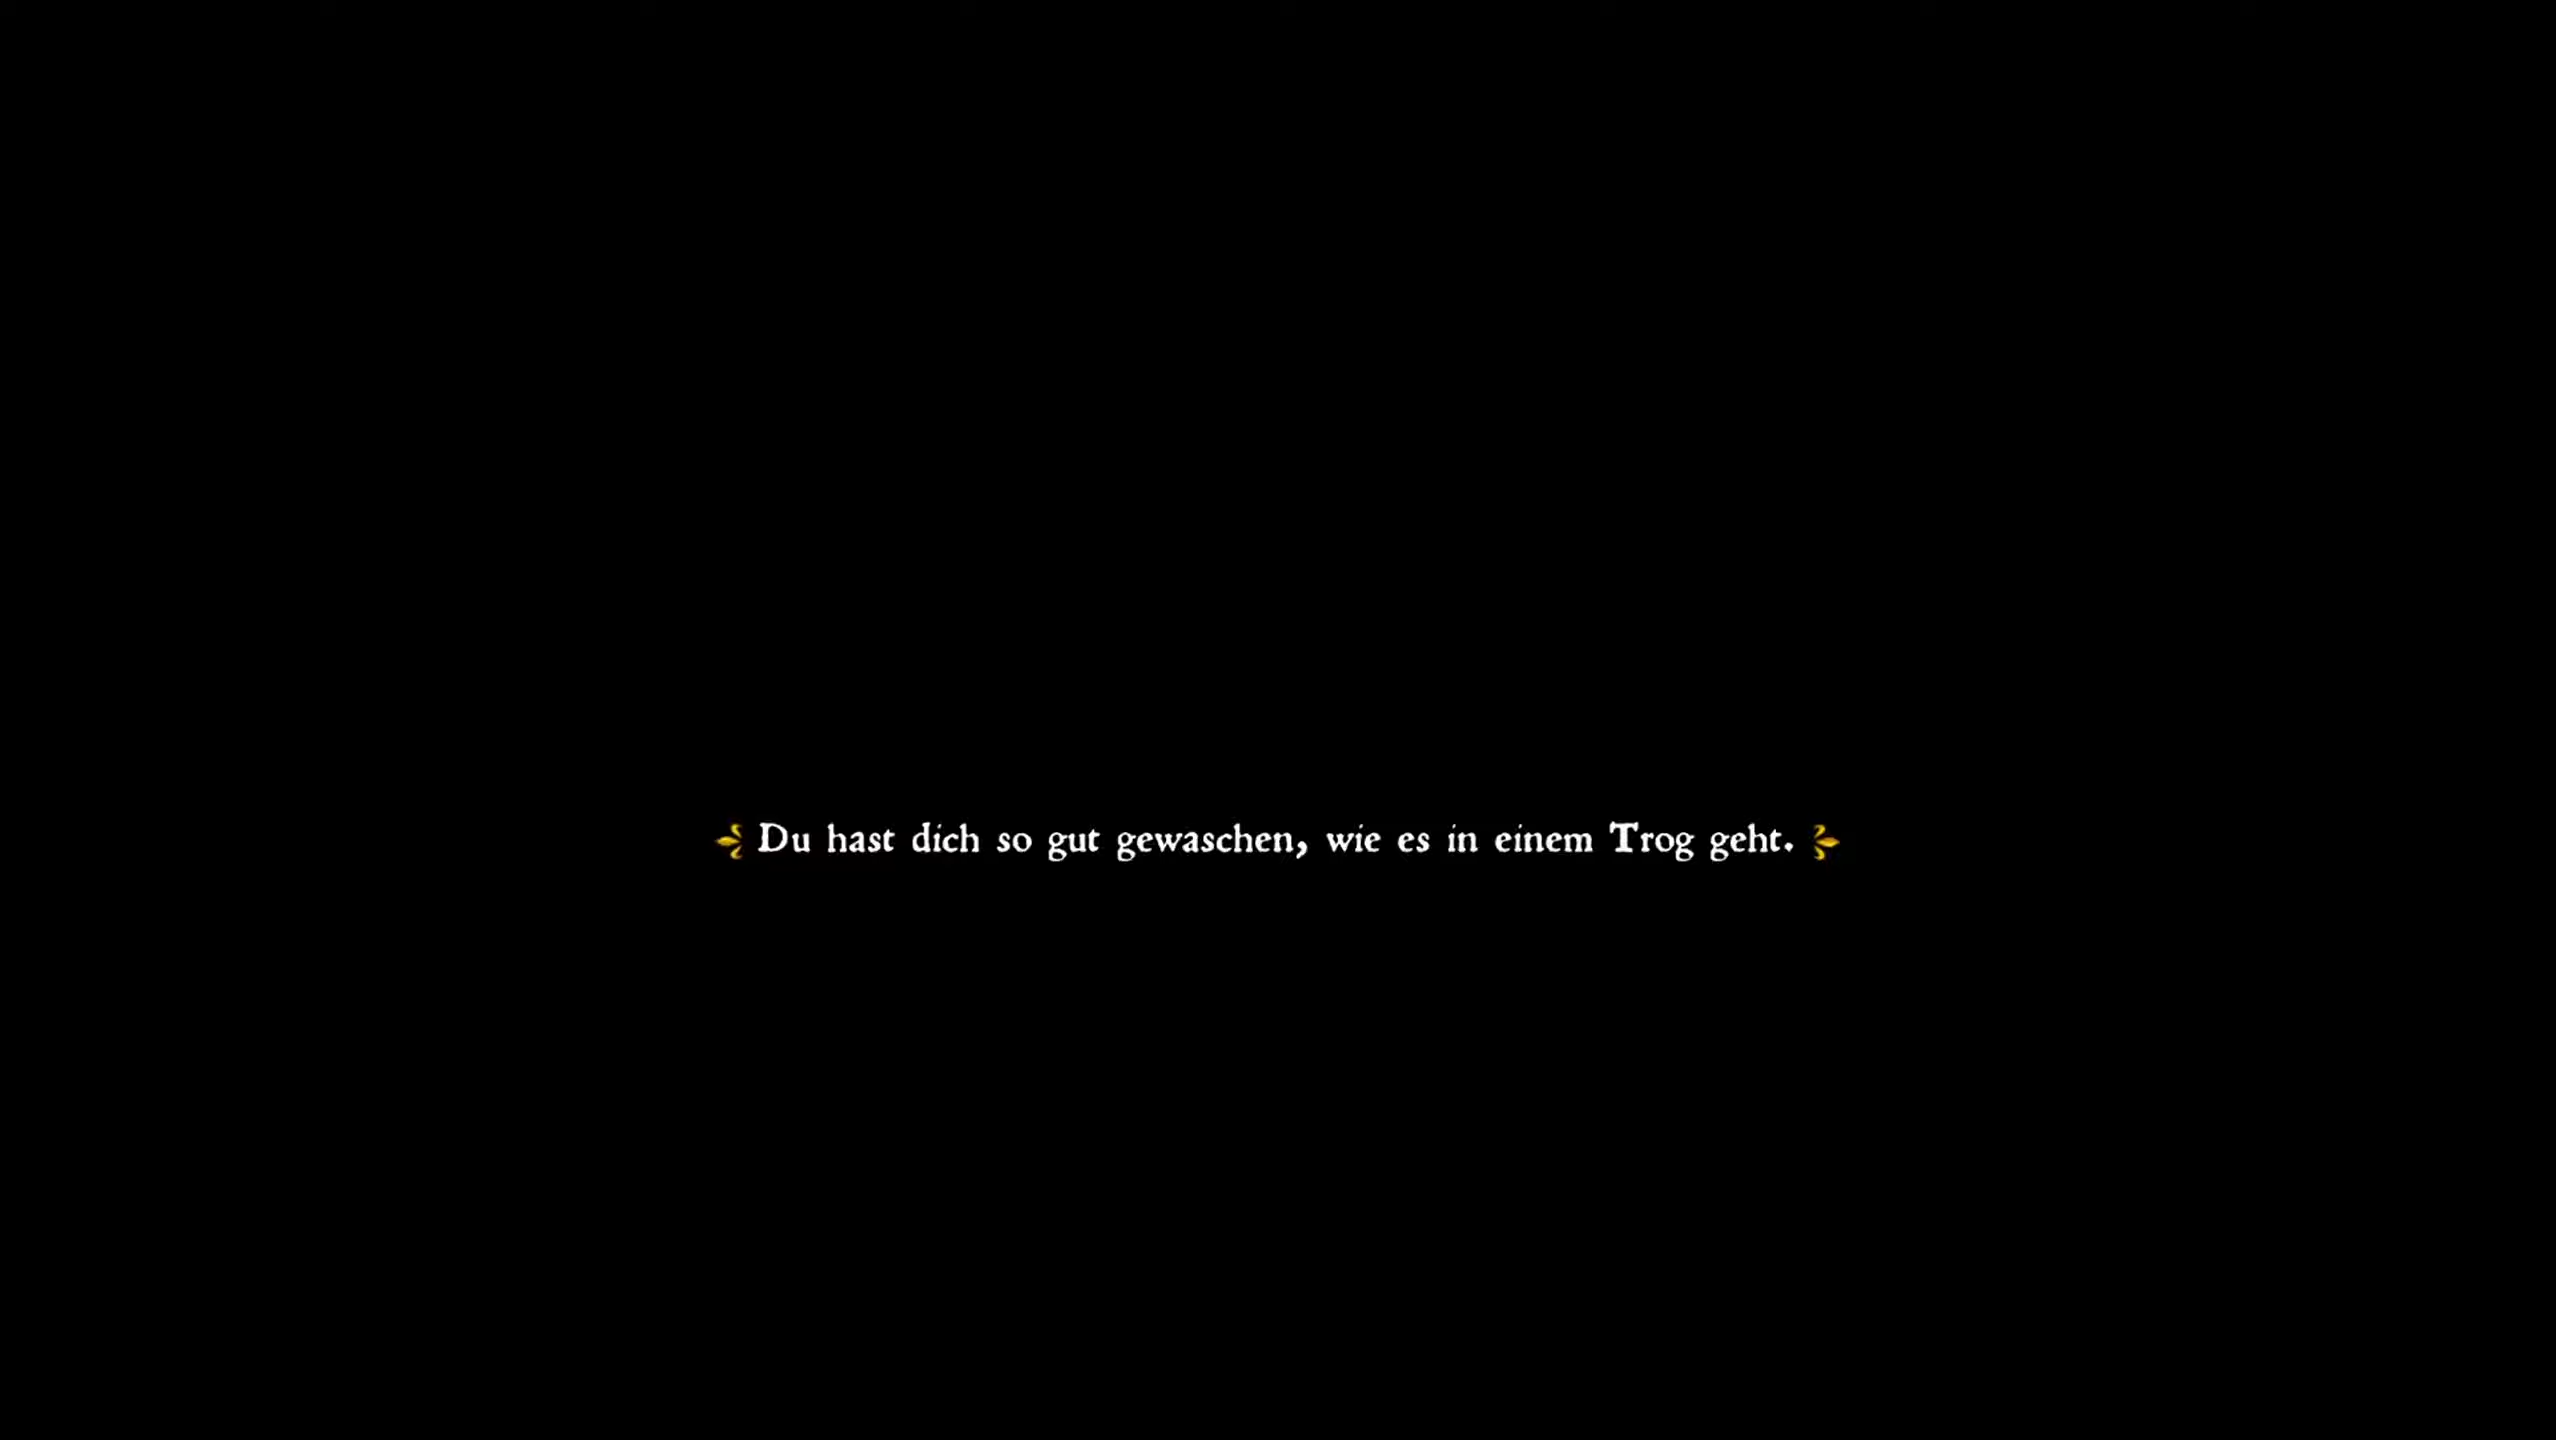 Du hast dich so gut gewaschen, wie es in einem Trog geht.